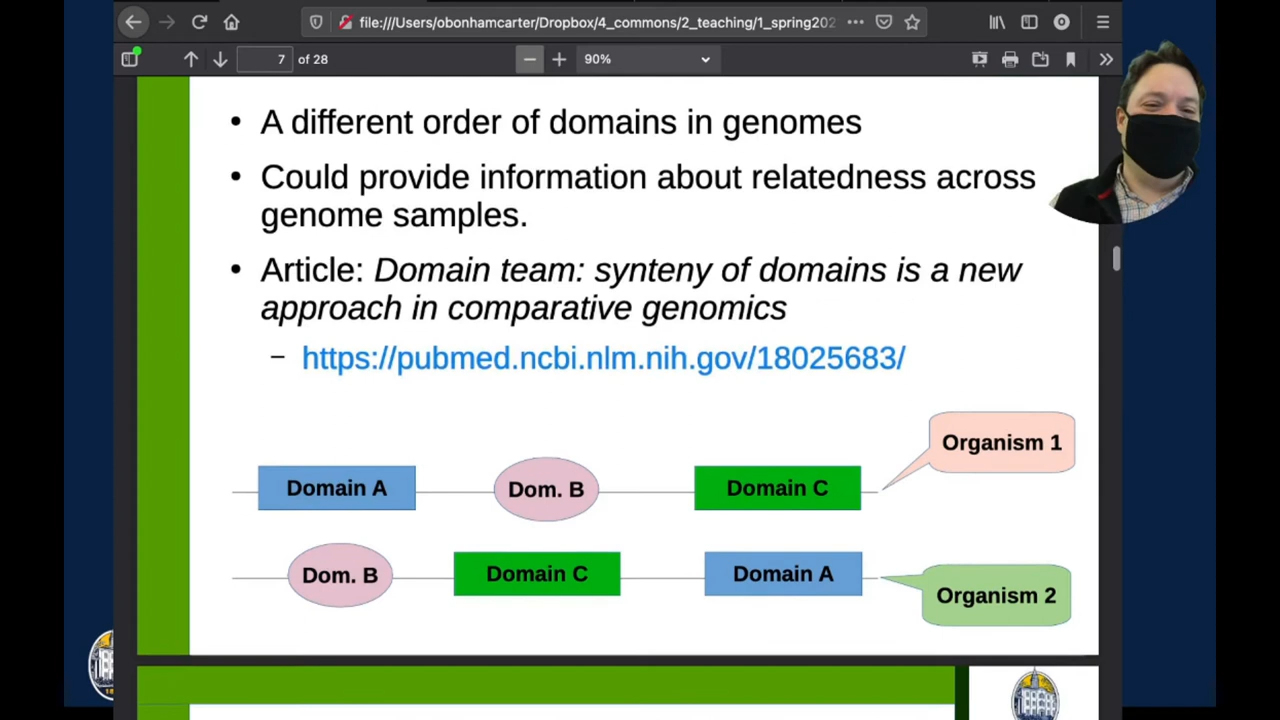 file:///Users/obonhamcarter/Dropbox/4_commons/2_teaching/1_spring202
7 of 28
90%
• A different order of domains in genomes
• Could provide information about relatedness across
genome samples.
• Article: Domain team: synteny of domains is a new
approach in comparative genomics
– https://pubmed.ncbi.nlm.nih.gov/18025683/
Organism 1
Domain A Dom. B Domain C
Dom. B Domain C Domain A
Organism 2